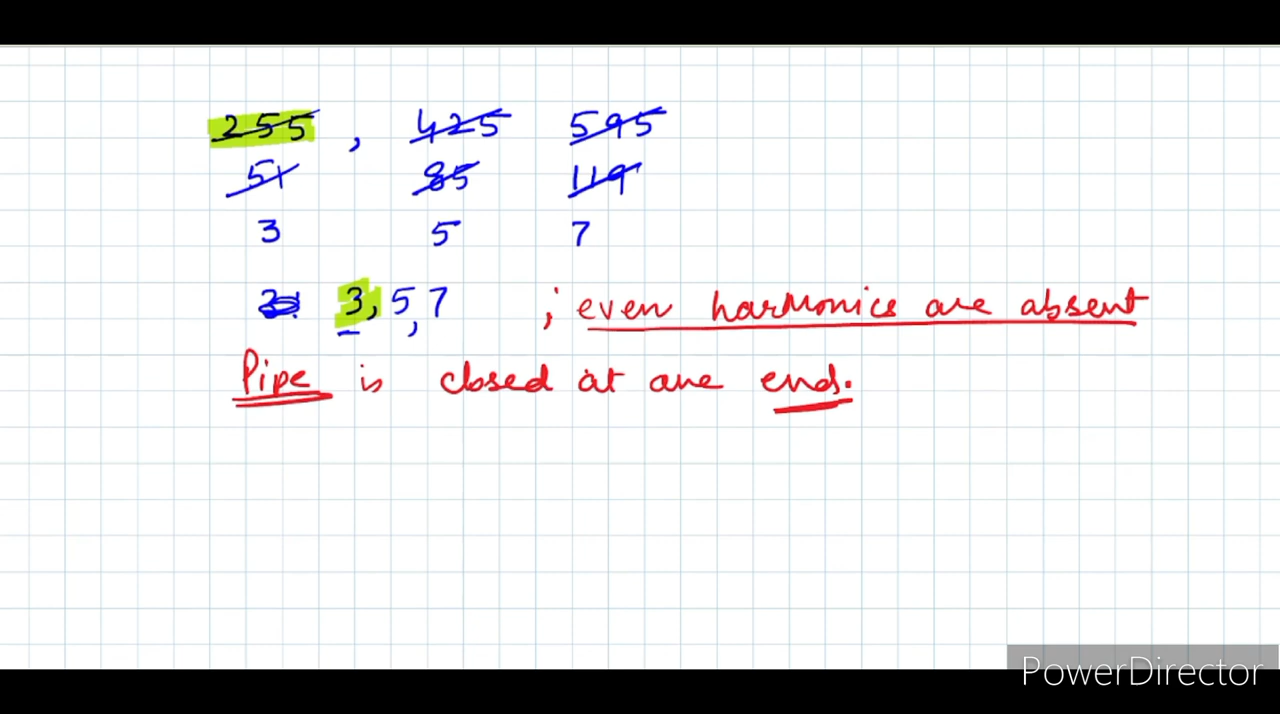 255 , 425 595
51 85 119
3 5 7
3, 5, 7 ; even harmonics are absent
Pipe is closed at one end.
PowerDirector